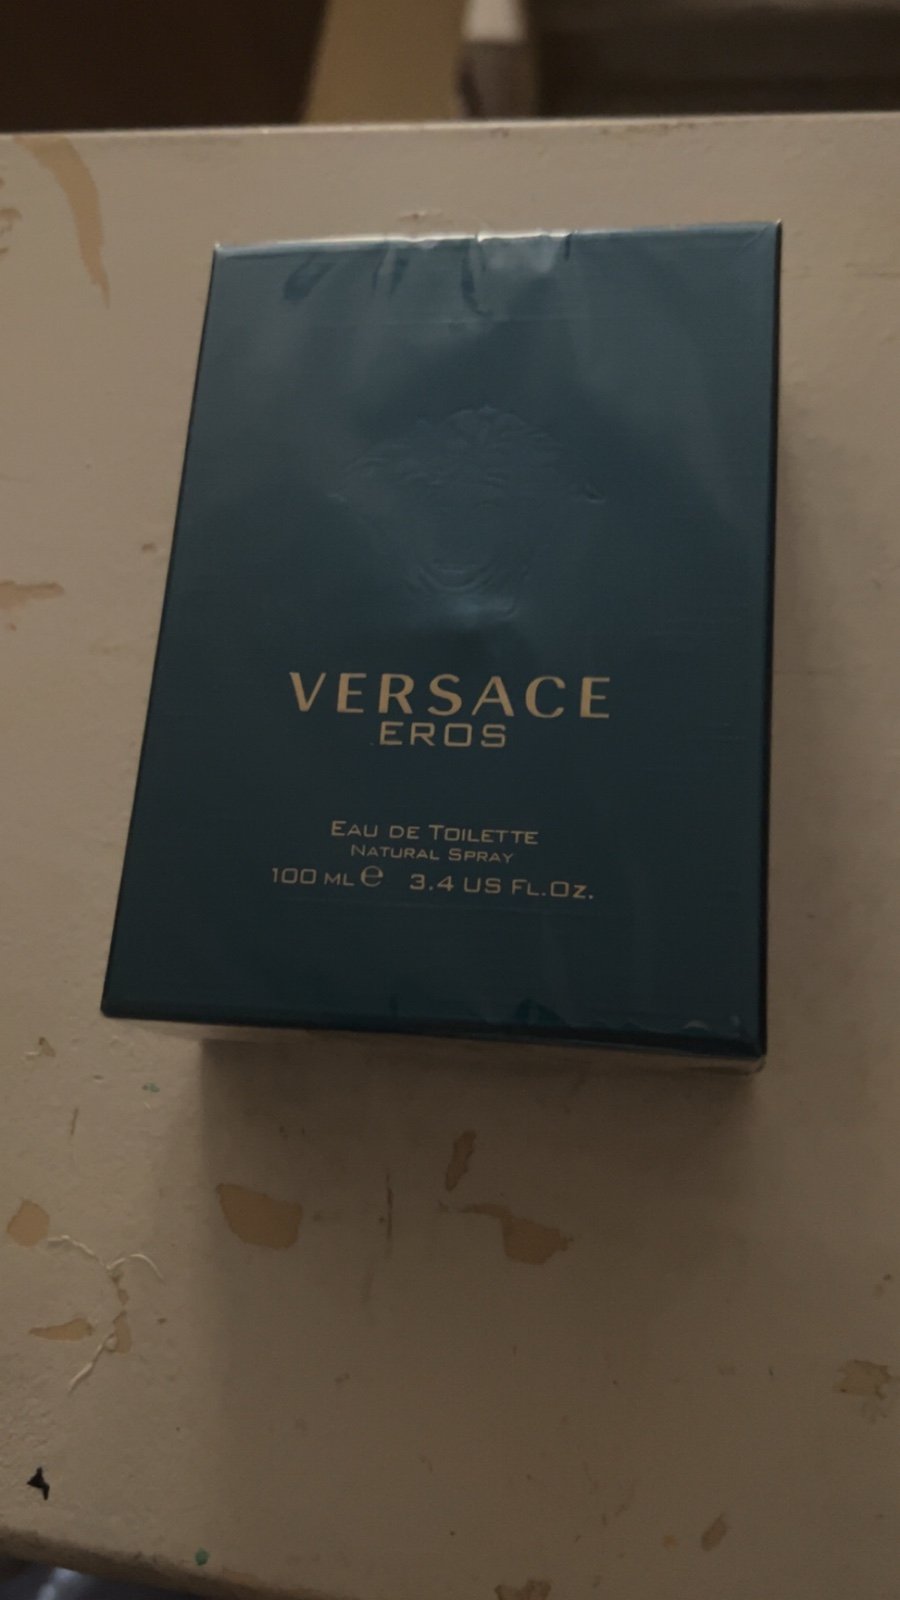 VERSACE
EROS
EAU DE TOILETTE
NATURAL SPRAY
100 ML ℮ 3.4 US FL.OZ.